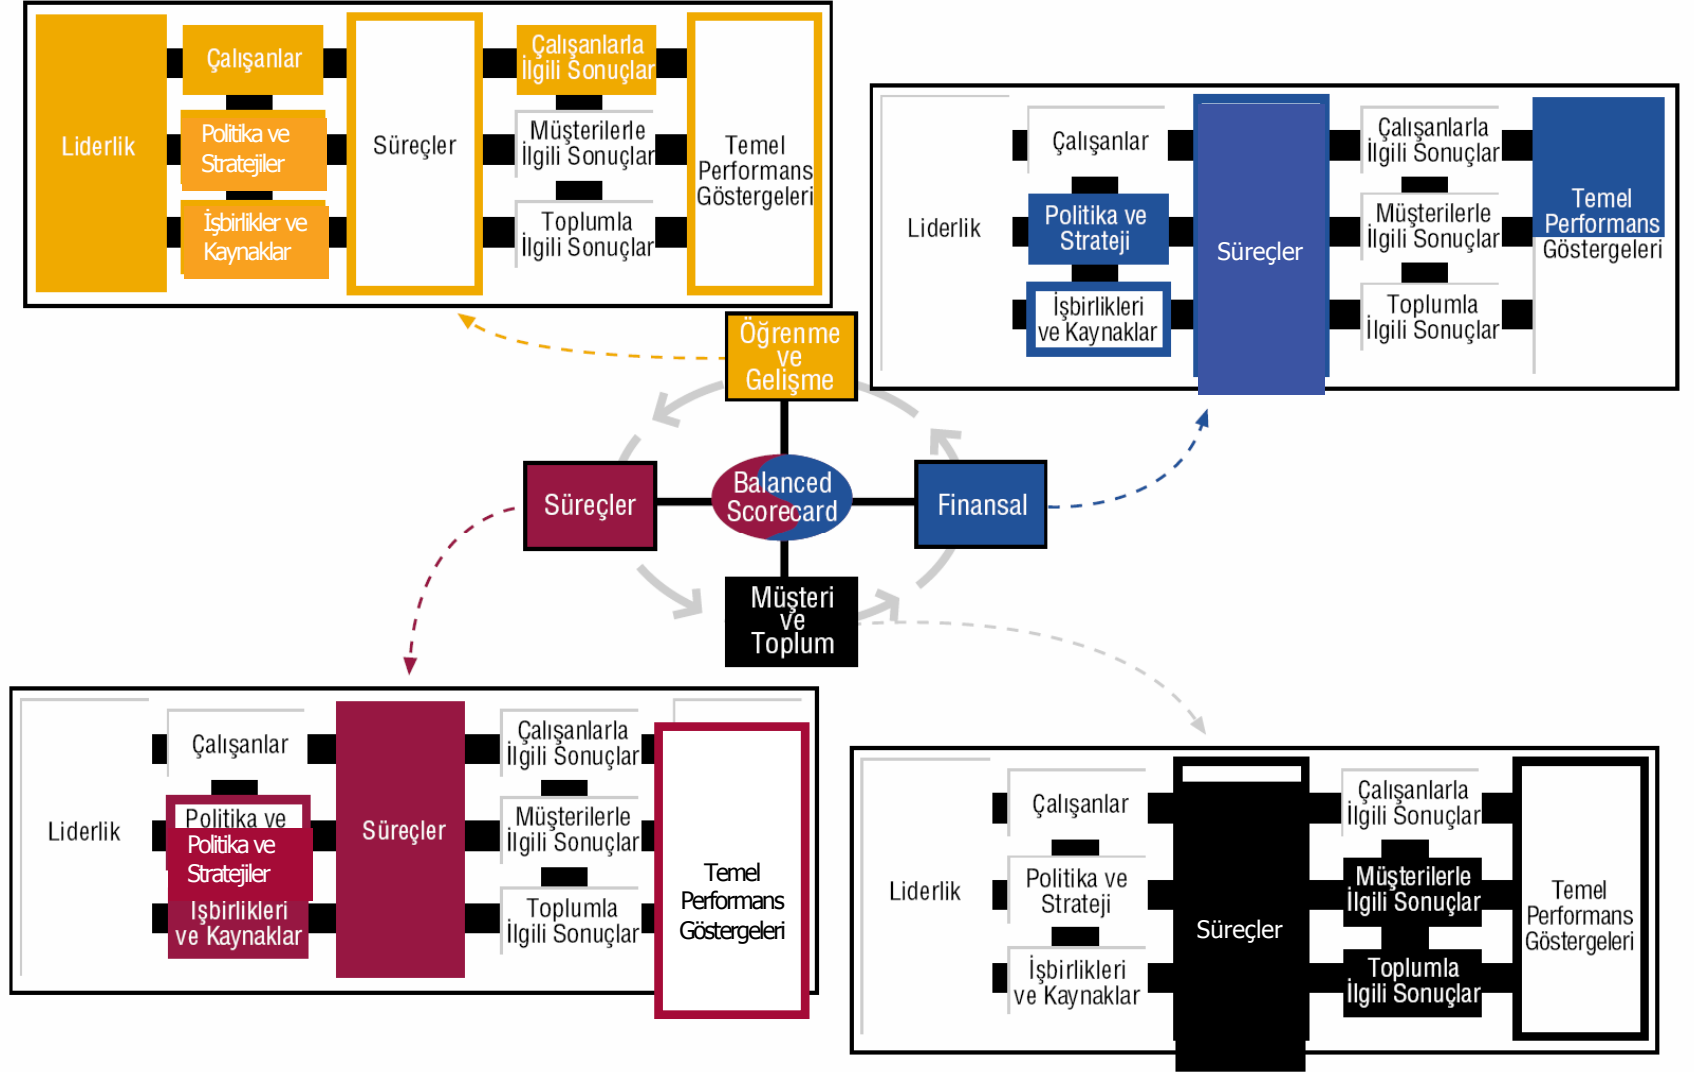 Liderlik
Çalışanlar
Politika ve
Stratejiler
İşbirlikler ve
Kaynaklar
Süreçler
Çalışanlarla
İlgili Sonuçlar
Müşterilerle
İlgili Sonuçlar
Toplumla
İlgili Sonuçlar
Temel
Performans
Göstergeleri
Liderlik
Çalışanlar
Politika ve
Strateji
İşbirlikleri
ve Kaynaklar
Süreçler
Çalışanlarla
İlgili Sonuçlar
Müşterilerle
İlgili Sonuçlar
Toplumla
İlgili Sonuçlar
Temel
Performans
Göstergeleri
Öğrenme
ve
Gelişme
Süreçler
Balanced
Scorecard
Finansal
Müşteri
ve
Toplum
Liderlik
Çalışanlar
Politika ve
Politika ve
Stratejiler
İşbirlikleri
ve Kaynaklar
Süreçler
Çalışanlarla
İlgili Sonuçlar
Müşterilerle
İlgili Sonuçlar
Toplumla
İlgili Sonuçlar
Temel
Performans
Göstergeleri
Liderlik
Çalışanlar
Politika ve
Strateji
İşbirlikleri
ve Kaynaklar
Süreçler
Çalışanlarla
İlgili Sonuçlar
Müşterilerle
İlgili Sonuçlar
Toplumla
İlgili Sonuçlar
Temel
Performans
Göstergeleri